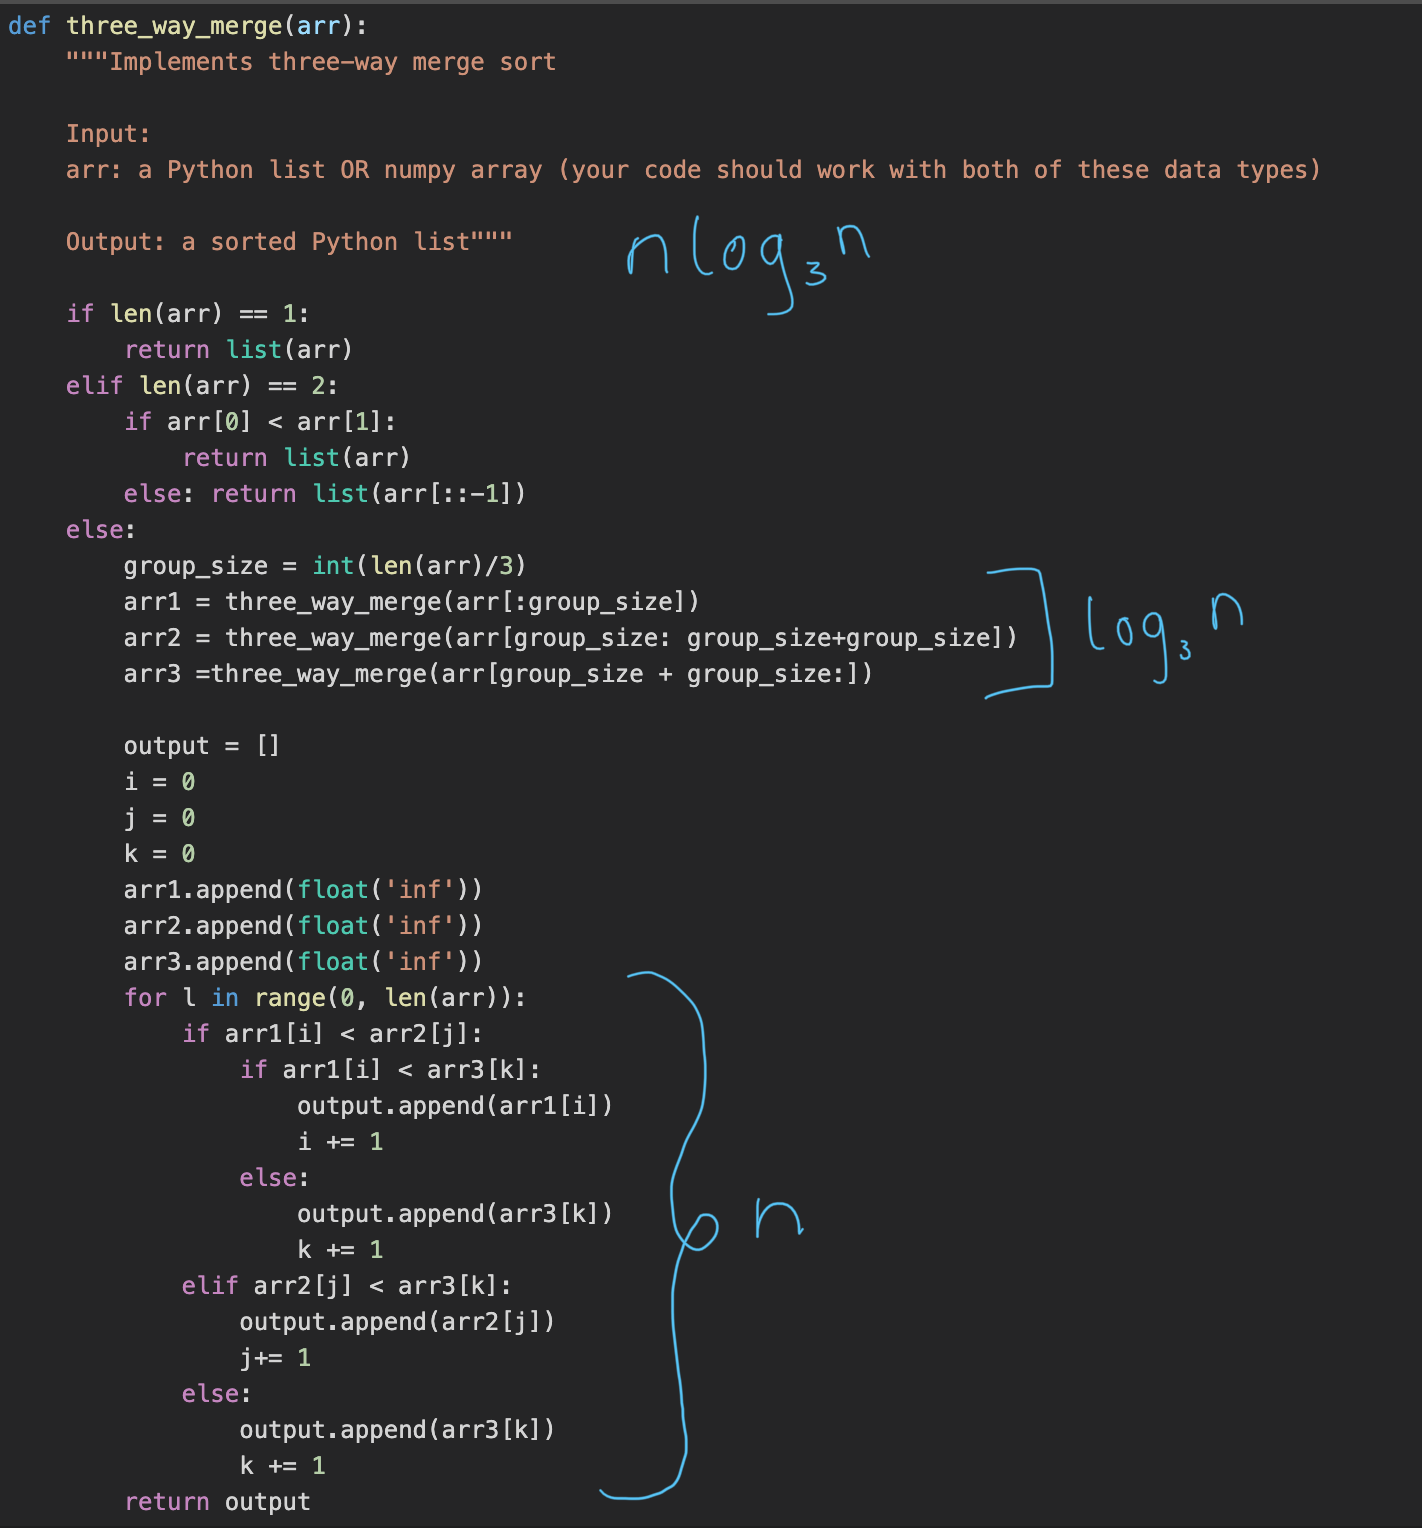 def three_way_merge(arr):
    """Implements three-way merge sort

    Input:
    arr: a Python list OR numpy array (your code should work with both of these data types)

    Output: a sorted Python list"""
n log₃ n

    if len(arr) == 1:
        return list(arr)
    elif len(arr) == 2:
        if arr[0] < arr[1]:
            return list(arr)
        else: return list(arr[::-1])
    else:
        group_size = int(len(arr)/3)
        arr1 = three_way_merge(arr[:group_size])
        arr2 = three_way_merge(arr[group_size: group_size+group_size])
        arr3 =three_way_merge(arr[group_size + group_size:])
log₃ n

        output = []
        i = 0
        j = 0
        k = 0
        arr1.append(float('inf'))
        arr2.append(float('inf'))
        arr3.append(float('inf'))
        for l in range(0, len(arr)):
            if arr1[i] < arr2[j]:
                if arr1[i] < arr3[k]:
                    output.append(arr1[i])
                    i += 1
                else:
                    output.append(arr3[k])
                    k += 1
n
            elif arr2[j] < arr3[k]:
                output.append(arr2[j])
                j+= 1
            else:
                output.append(arr3[k])
                k += 1
        return output